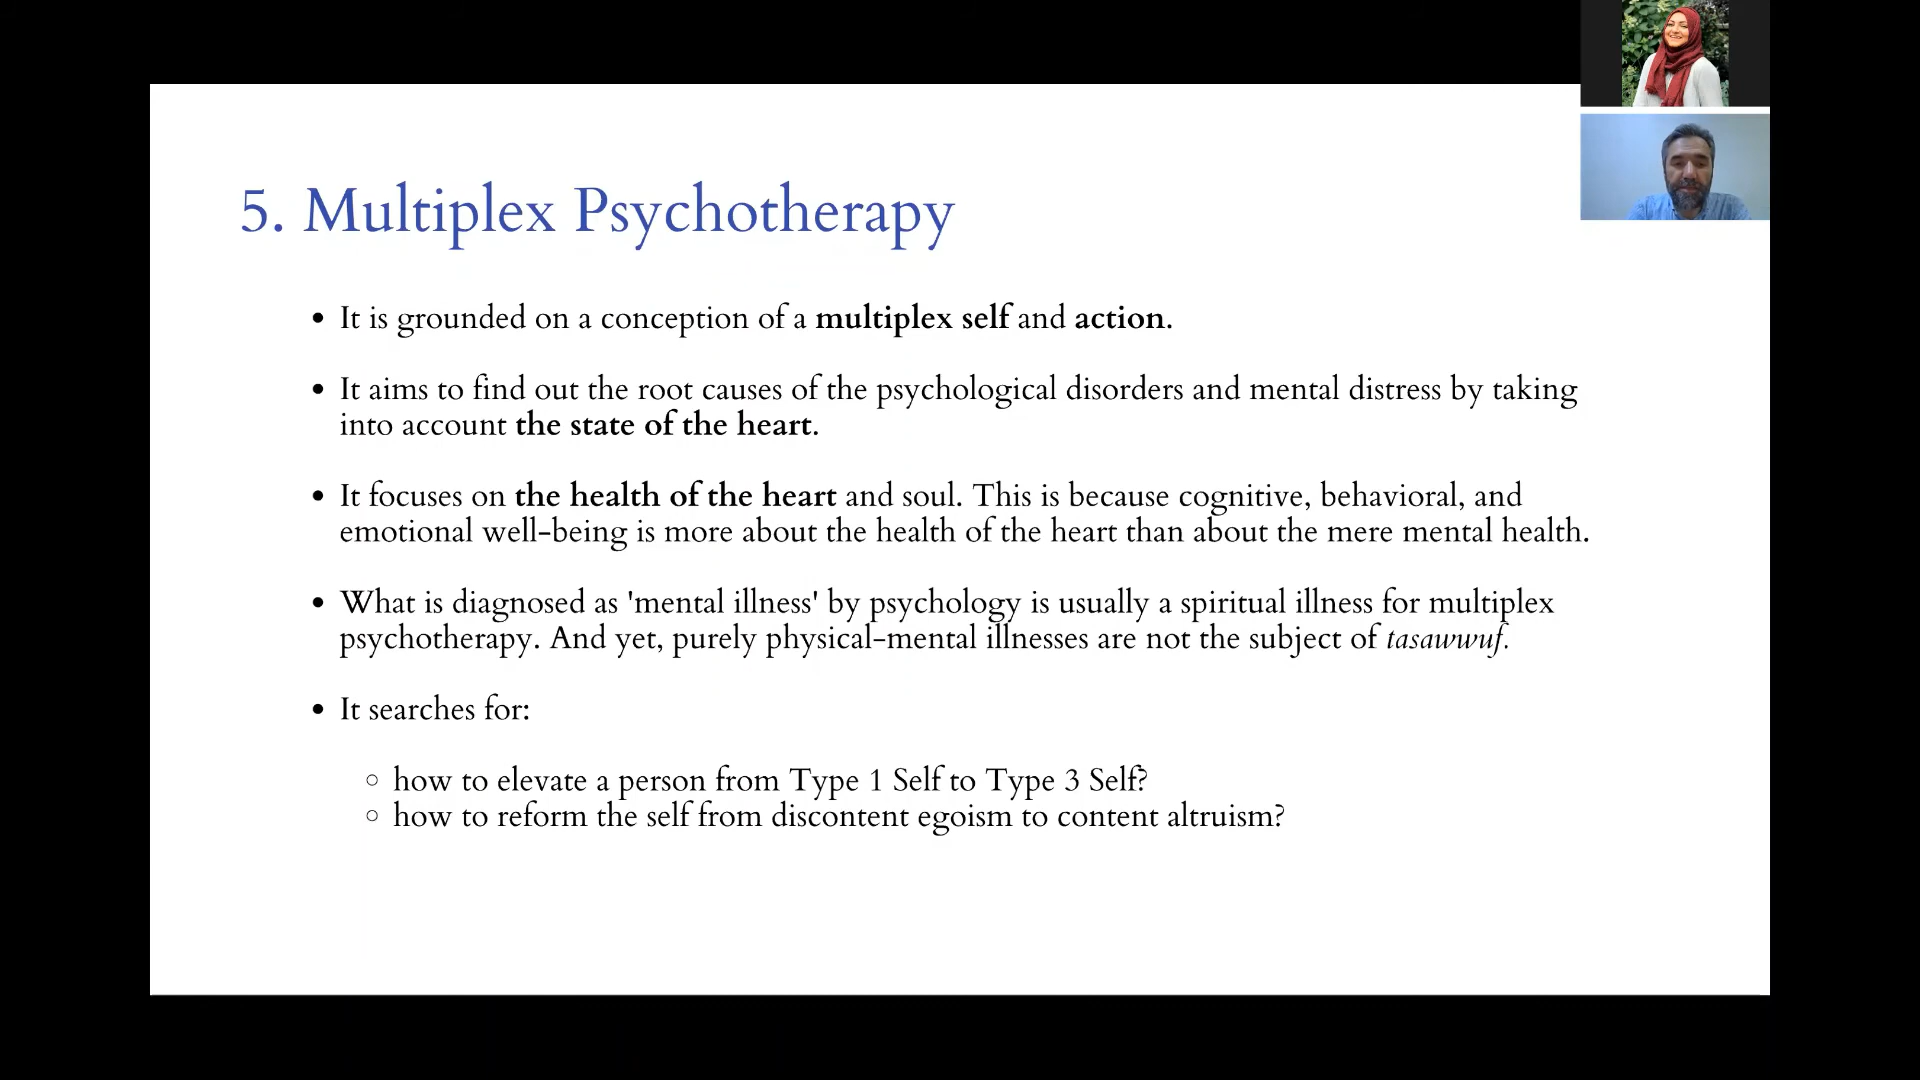 5. Multiplex Psychotherapy
• It is grounded on a conception of a multiplex self and action.
• It aims to find out the root causes of the psychological disorders and mental distress by taking
into account the state of the heart.
• It focuses on the health of the heart and soul. This is because cognitive, behavioral, and
emotional well-being is more about the health of the heart than about the mere mental health.
• What is diagnosed as 'mental illness' by psychology is usually a spiritual illness for multiplex
psychotherapy. And yet, purely physical-mental illnesses are not the subject of tasawwuf.
• It searches for:
◦ how to elevate a person from Type 1 Self to Type 3 Self?
◦ how to reform the self from discontent egoism to content altruism?